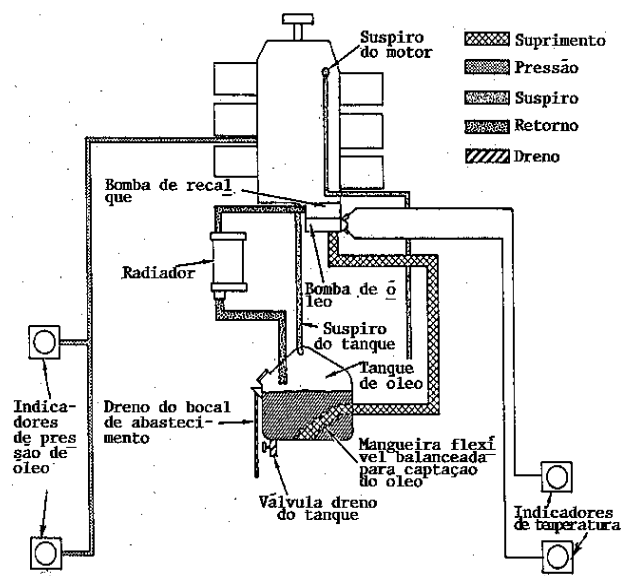 Suspiro
do motor
Suprimento
Pressão
Suspiro
Retorno
Dreno
Bomba de recal
que
Radiador
Bomba de ó
leo
Suspiro
do tanque
Tanque
de óleo
Indica-
dores
de pres
são de
óleo
Dreno do bocal
de abasteci-
mento
Mangueira flexí
vel balanceada
para captação
do óleo
Válvula dreno
do tanque
Indicadores
de temperatura